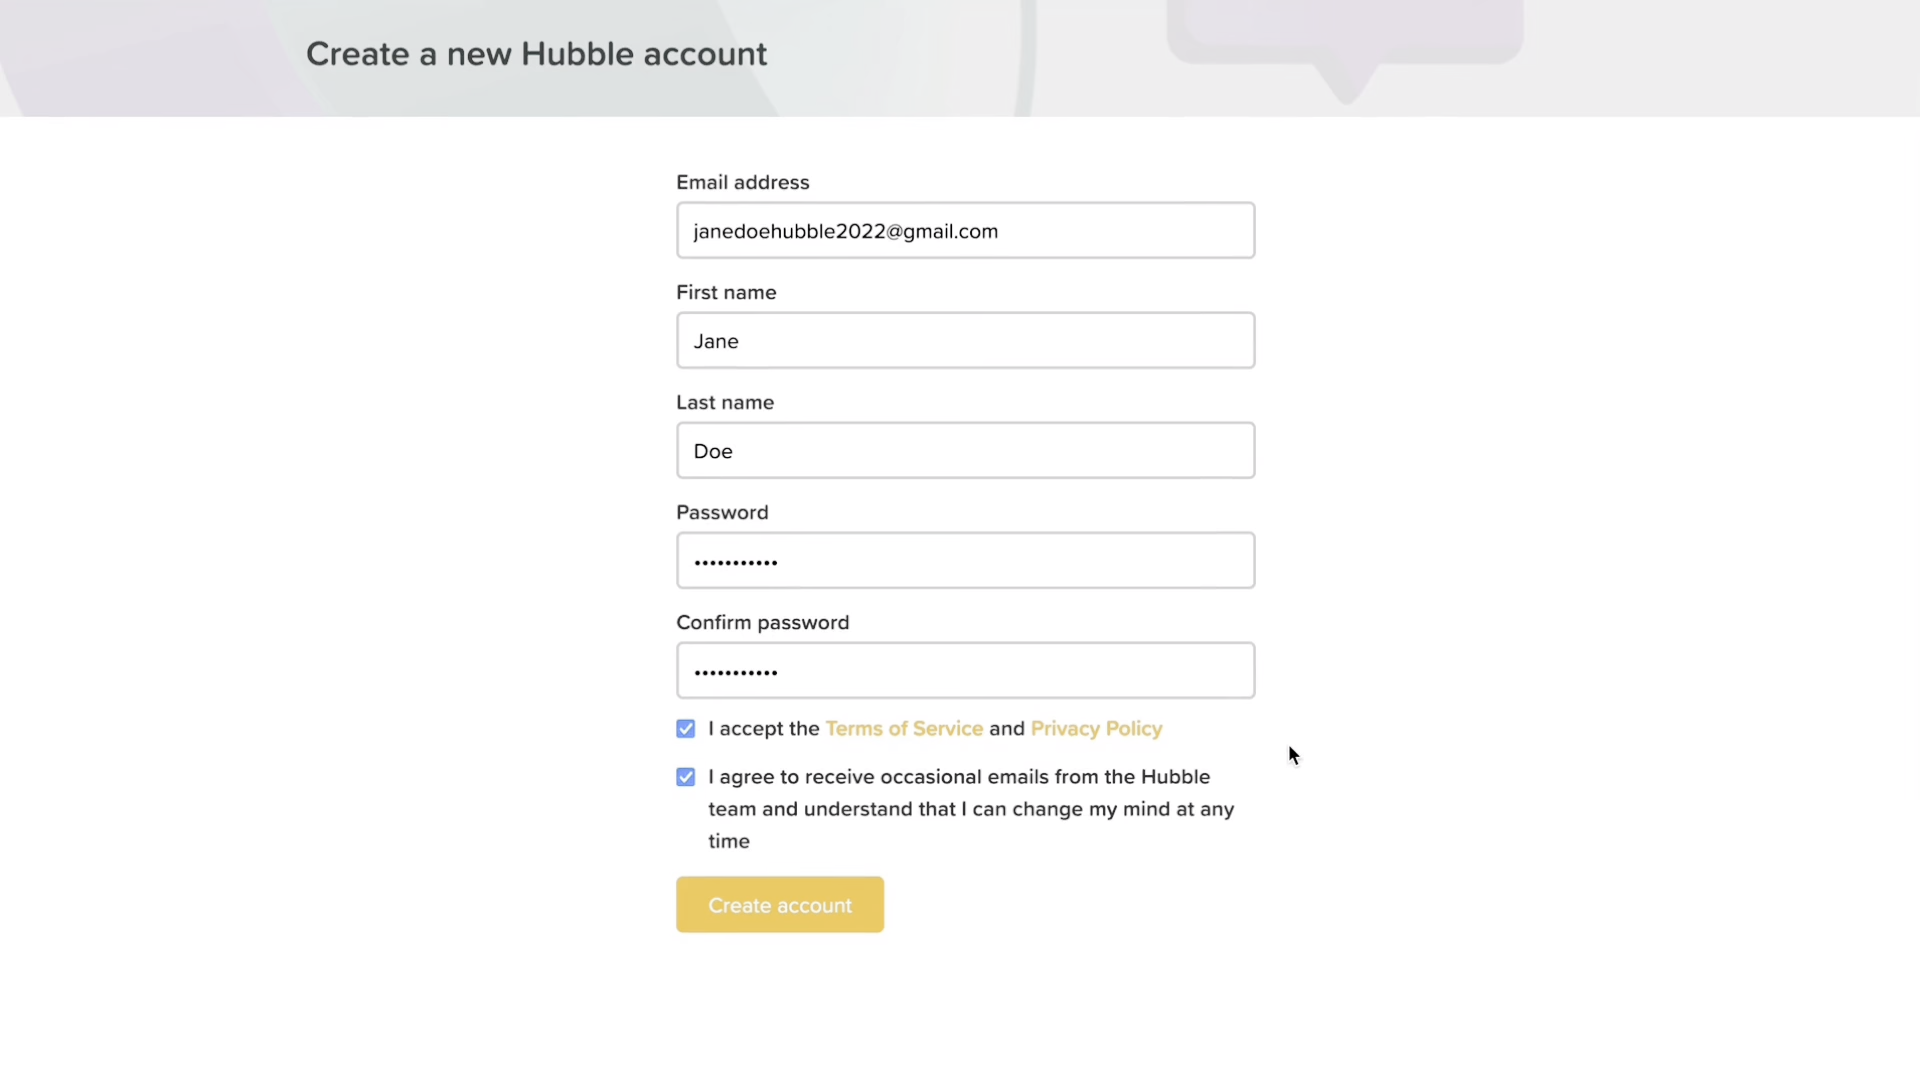 Create a new Hubble account
Email address
janedoehubble2022@gmail.com
First name
Jane
Last name
Doe
Password
•••••••••••
Confirm password
•••••••••••
I accept the Terms of Service and Privacy Policy
I agree to receive occasional emails from the Hubble
team and understand that I can change my mind at any
time
Create account